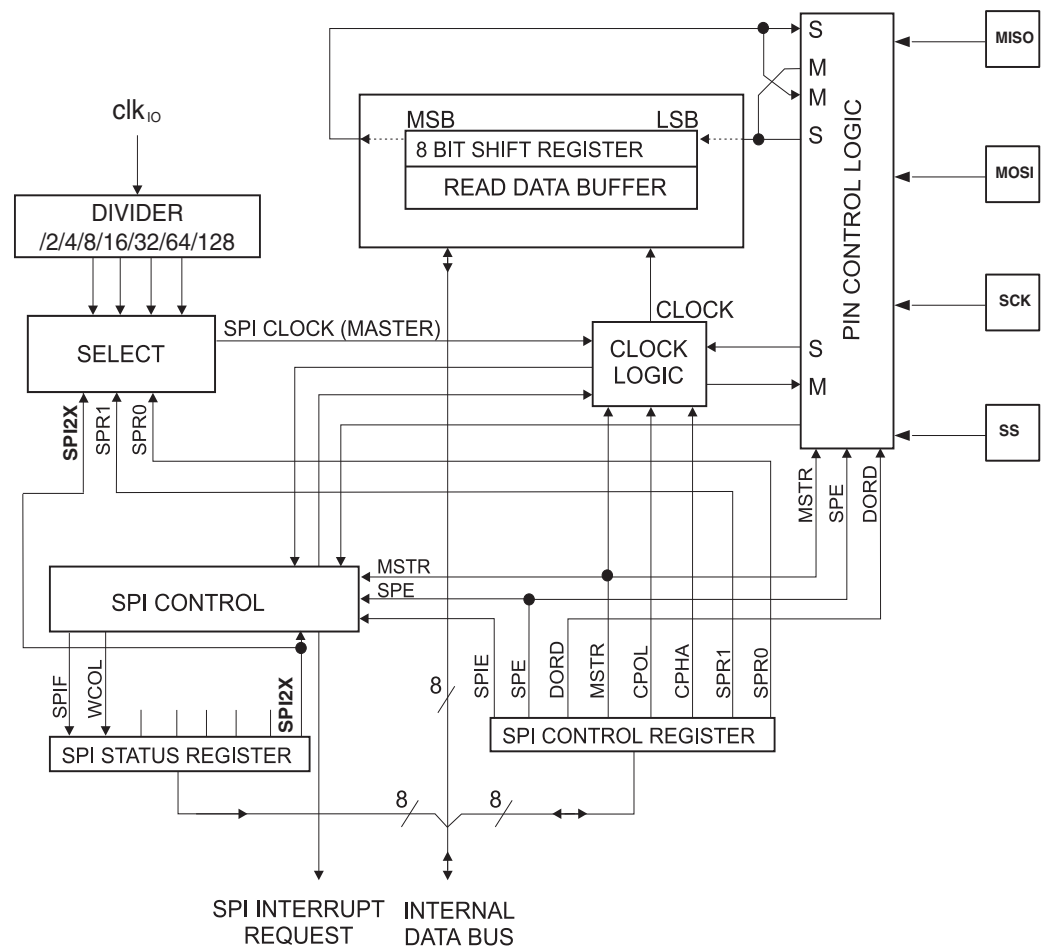 S
MISO
M
M
clkIO
MSB
LSB
S
8 BIT SHIFT REGISTER
READ DATA BUFFER
PIN CONTROL LOGIC
MOSI
DIVIDER
/2/4/8/16/32/64/128
SCK
CLOCK
SPI CLOCK (MASTER)
SELECT
CLOCK
LOGIC
S
M
SPI2X
SPR1
SPR0
SS
MSTR
SPE
DORD
MSTR
SPE
SPI CONTROL
SPIF
WCOL
SPI2X
8
SPIE
SPE
DORD
MSTR
CPOL
CPHA
SPR1
SPR0
SPI STATUS REGISTER
SPI CONTROL REGISTER
8
8
SPI INTERRUPT
REQUEST
INTERNAL
DATA BUS